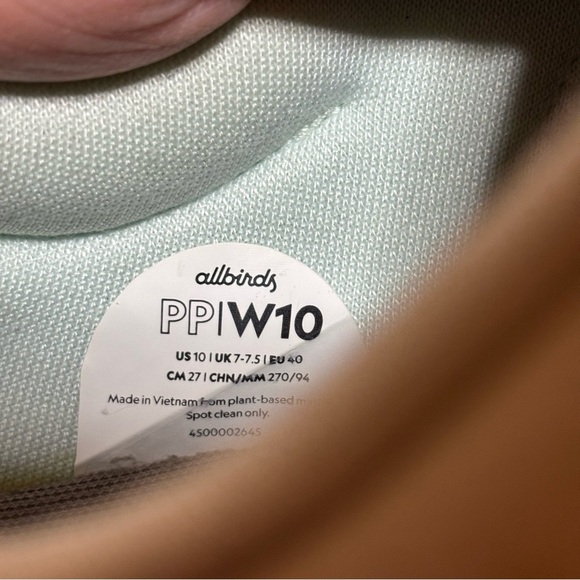 allbirds
PP|W10
US 10 | UK 7-7.5 | EU 40
CM 27 | CHN/MM 270/94
Made in Vietnam from plant-based
Spot clean only.
4500002645